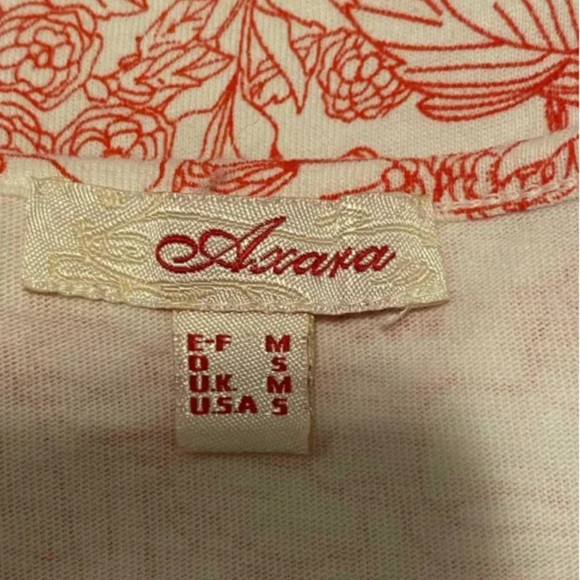 Axara
E-F M
D S
U.K. M
U.S.A S